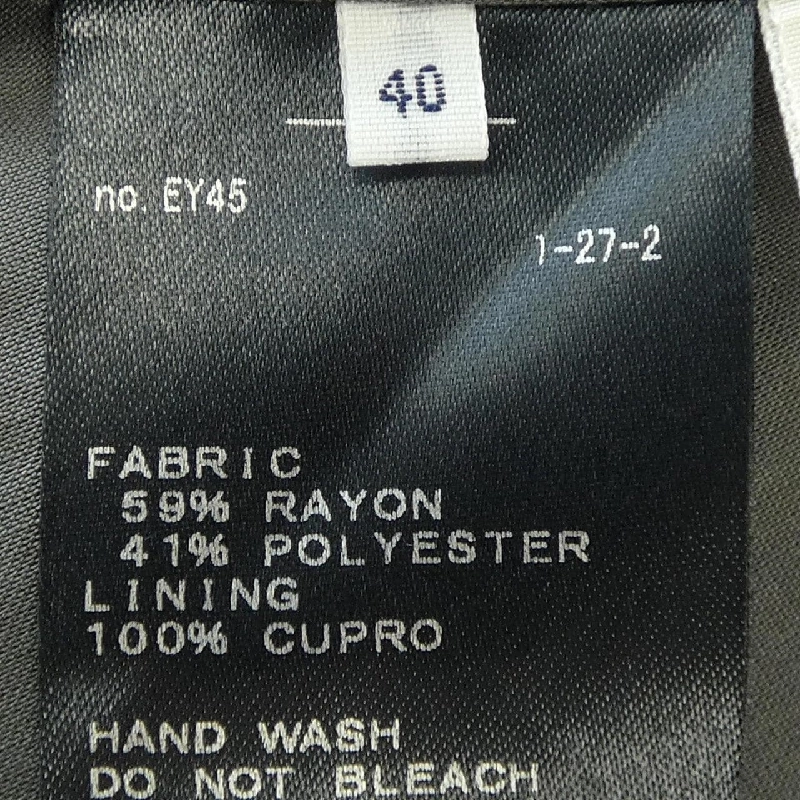 40
no. EY45
1-27-2
FABRIC
59% RAYON
41% POLYESTER
LINING
100% CUPRO
HAND WASH
DO NOT BLEACH